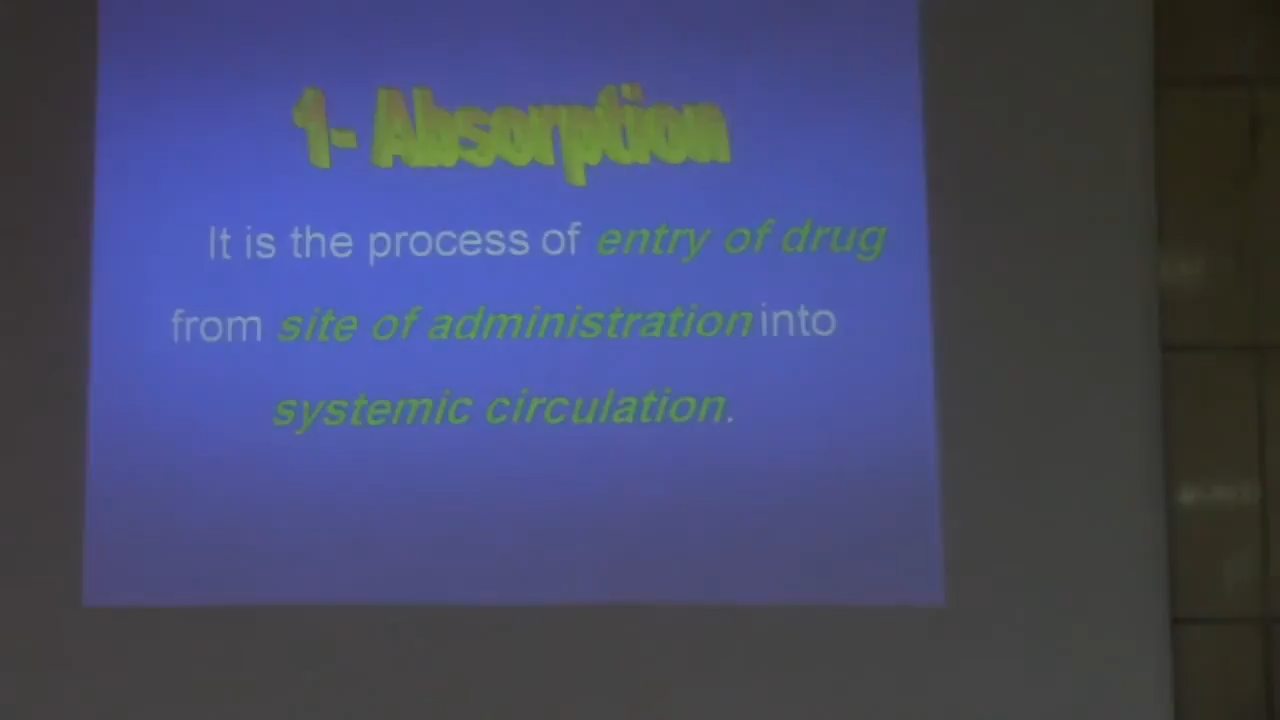 1- Absorption
It is the process of entry of drug
from site of administration into
systemic circulation.